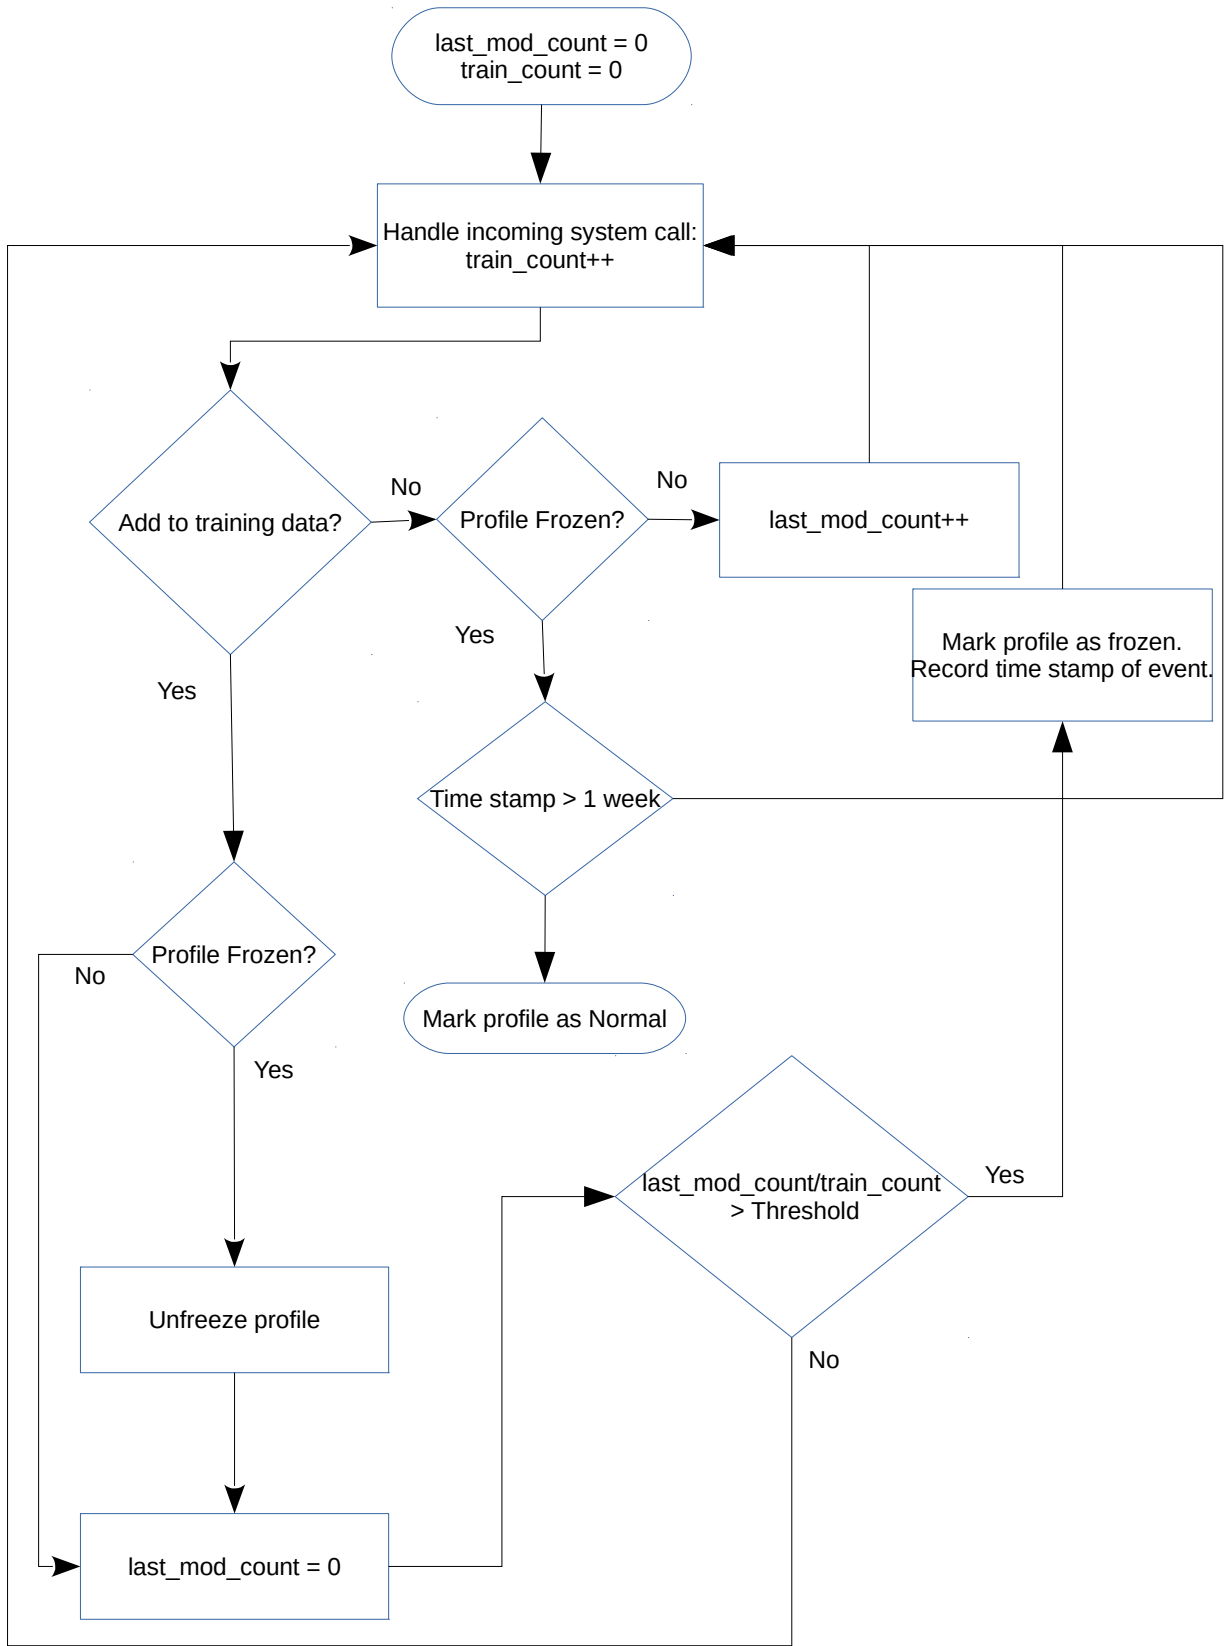 last_mod_count = 0
train_count = 0
Handle incoming system call:
train_count++
No
No
Add to training data?
Profile Frozen?
last_mod_count++
Yes
Mark profile as frozen.
Record time stamp of event.
Yes
Time stamp > 1 week
Profile Frozen?
No
Mark profile as Normal
Yes
last_mod_count/train_count
> Threshold
Yes
Unfreeze profile
No
last_mod_count = 0